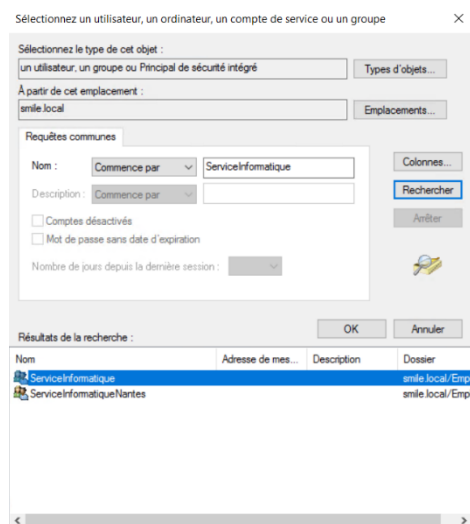 Sélectionnez un utilisateur, un ordinateur, un compte de service ou un groupe
Sélectionnez le type de cet objet :
un utilisateur, un groupe ou Principal de sécurité intégré Types d'objets...
À partir de cet emplacement :
smile.local Emplacements...
Requêtes communes
Nom : Commence par ServiceInformatique Colonnes...
Description : Commence par Rechercher
Comptes désactivés Arrêter
Mot de passe sans date d'expiration
Nombre de jours depuis la dernière session :
OK Annuler
Résultats de la recherche :
Nom Adresse de mes... Description Dossier
ServiceInformatique smile.local/Emp
ServiceInformatiqueNantes smile.local/Emp